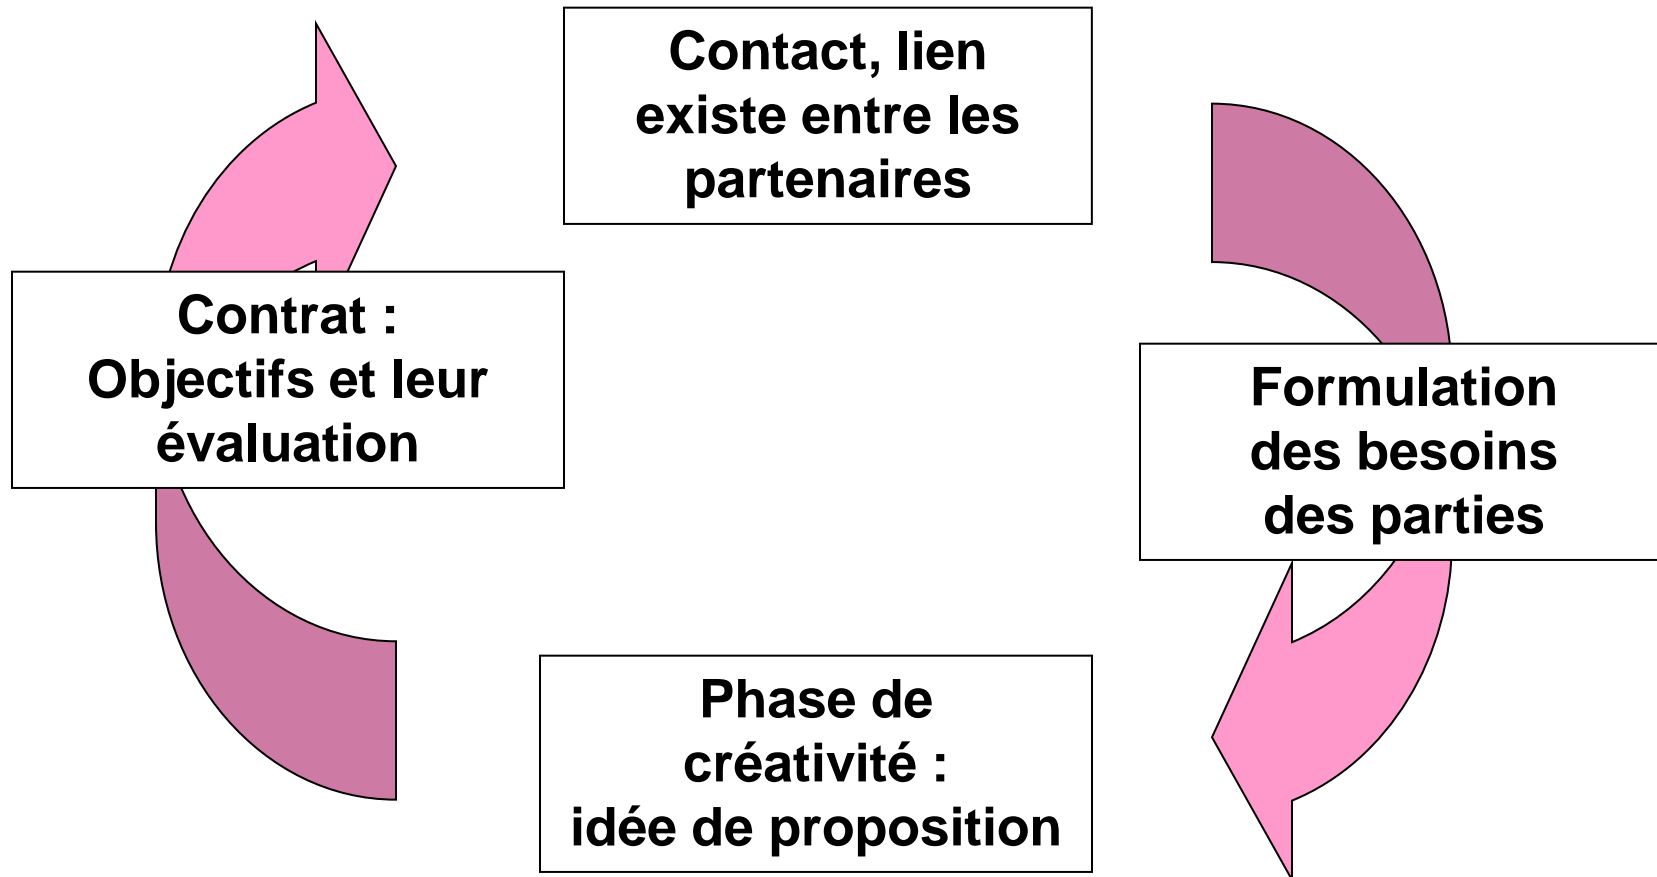 Contact, lien
existe entre les
partenaires
Contrat :
Objectifs et leur
évaluation
Formulation
des besoins
des parties
Phase de
créativité :
idée de proposition